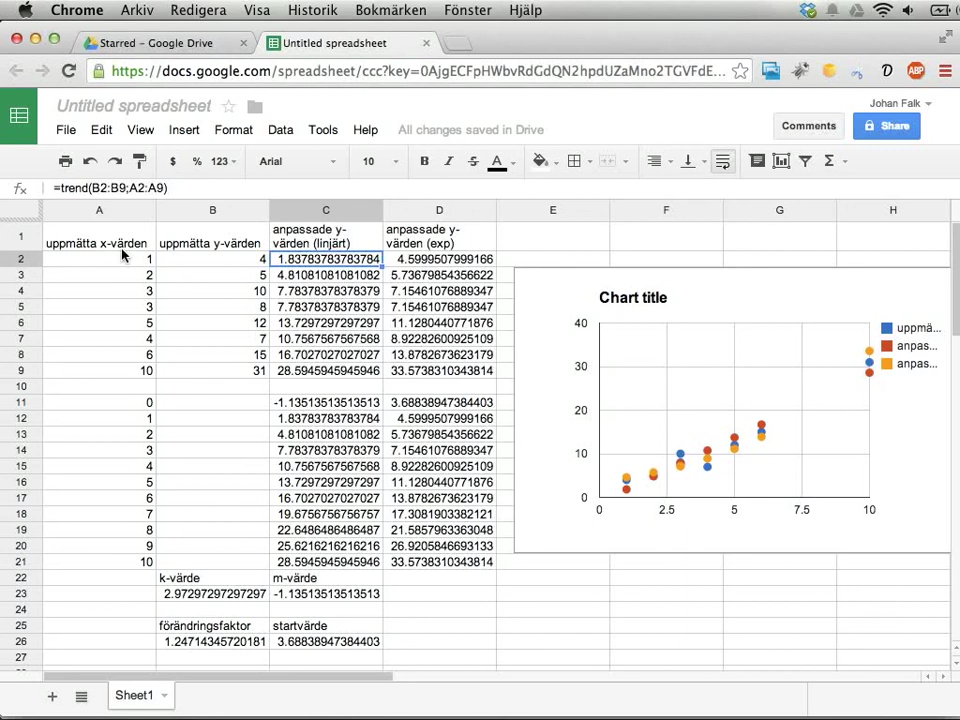 Chrome Arkiv Redigera Visa Historik Bokmärken Fönster Hjälp
Starred – Google Drive
Untitled spreadsheet
https://docs.google.com/spreadsheet/ccc?key=0AjgECFpHWbvRdGdQN2hpdUZaMno2TGVFdE...
Untitled spreadsheet
Johan Falk
File Edit View Insert Format Data Tools Help All changes saved in Drive
Comments
Share
$ % 123 Arial 10 B I S A Σ
fx =trend(B2:B9;A2:A9)
A B C D E F G H
1 uppmätta x-värden uppmätta y-värden anpassade y-värden (linjärt) anpassade y-värden (exp)
2 1 4 1.83783783783784 4.5999507999166
3 2 5 4.81081081081082 5.73679854356622
4 3 10 7.78378378378379 7.15461076889347
5 3 8 7.78378378378379 7.15461076889347
6 5 12 13.7297297297297 11.1280440771876
7 4 7 10.7567567567568 8.92282600925109
8 6 15 16.7027027027027 13.8782673623179
9 10 31 28.5945945945946 33.5738310343814
10
11 0 -1.13513513513513 3.68838947384403
12 1 1.83783783783784 4.5999507999166
13 2 4.81081081081082 5.73679854356622
14 3 7.78378378378379 7.15461076889347
15 4 10.7567567567568 8.92282600925109
16 5 13.7297297297297 11.1280440771876
17 6 16.7027027027027 13.8782673623179
18 7 19.6756756756757 17.3081903382121
19 8 22.6486486486487 21.5857963363048
20 9 25.6216216216216 26.9205846693133
21 10 28.5945945945946 33.5738310343814
22 k-värde m-värde
23 2.97297297297297 -1.13513513513513
24
25 förändringsfaktor startvärde
26 1.24714345720181 3.68838947384403
27
Chart title
40
30
20
10
0
0 2.5 5 7.5 10
uppmä...
anpas...
anpas...
Sheet1